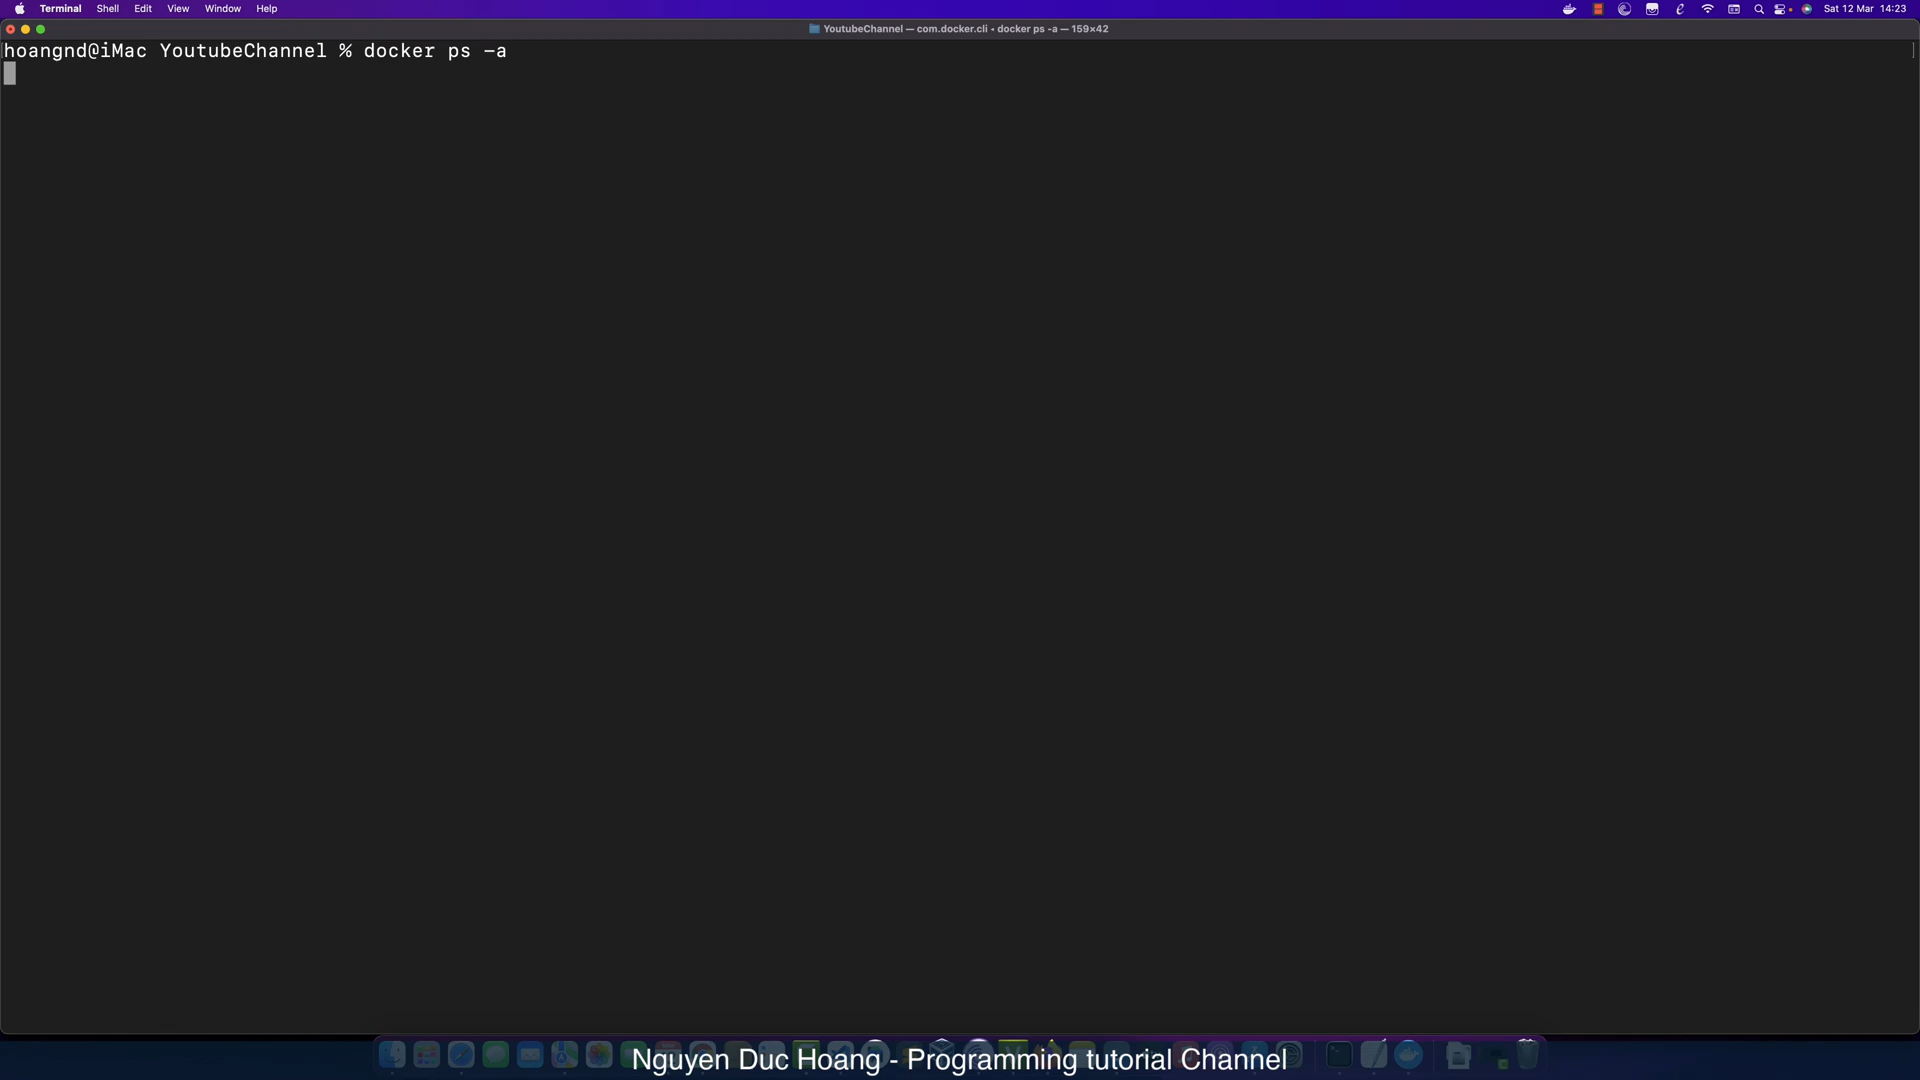 Terminal Shell Edit View Window Help
Sat 12 Mar 14:23
YoutubeChannel — com.docker.cli • docker ps -a — 159×42
hoangnd@iMac YoutubeChannel % docker ps -a
Nguyen Duc Hoang - Programming tutorial Channel